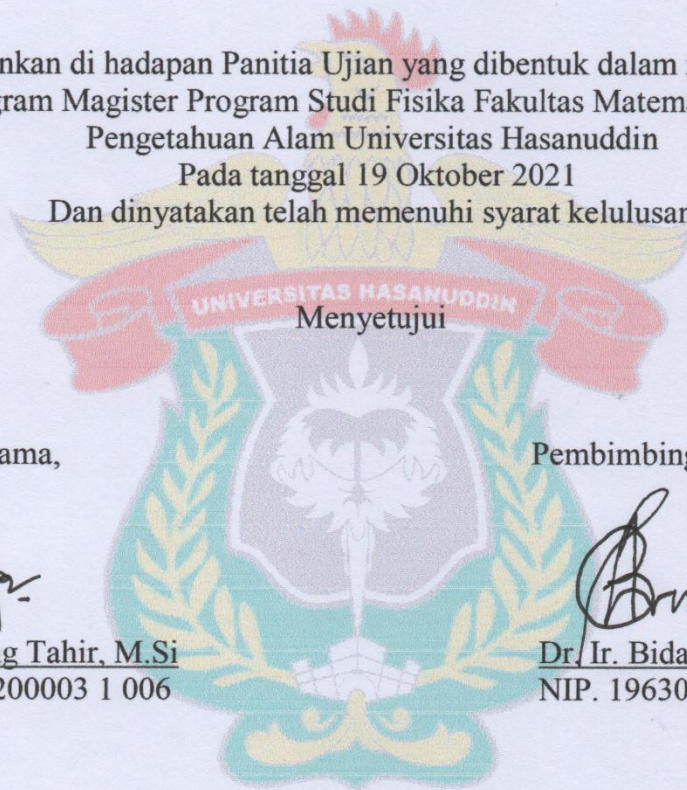 nkan di hadapan Panitia Ujian yang dibentuk dalam
gram Magister Program Studi Fisika Fakultas Matem
Pengetahuan Alam Universitas Hasanuddin
Pada tanggal 19 Oktober 2021
Dan dinyatakan telah memenuhi syarat kelulusan
UNIVERSITAS HASANUDDIN
Menyetujui
ama,
Pembimbing
g Tahir, M.Si
Dr. Ir. Bida
200003 1 006
NIP. 19630